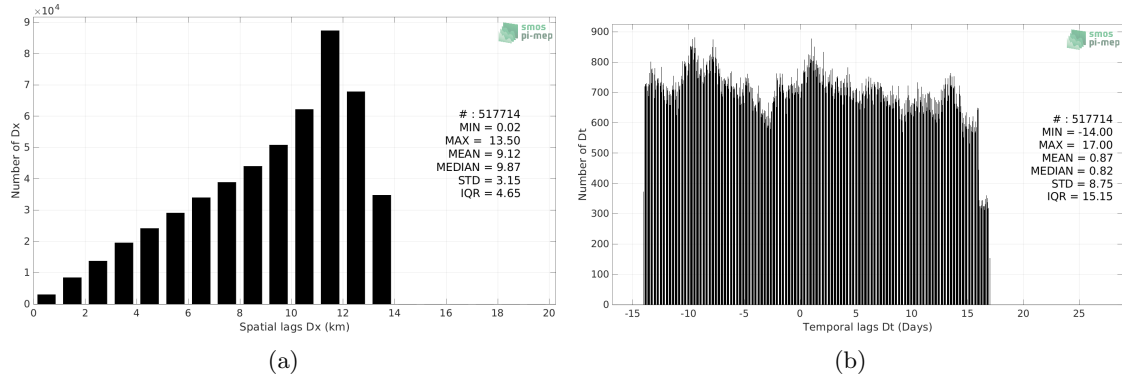 ×10⁴
9
8
7
6
5
4
3
2
1
0
Number of Dx
0 2 4 6 8 10 12 14 16 18 20
Spatial lags Dx (km)
smos
pi-mep
# : 517714
MIN = 0.02
MAX = 13.50
MEAN = 9.12
MEDIAN = 9.87
STD = 3.15
IQR = 4.65
(a)
900
800
700
600
500
400
300
200
100
0
Number of Dt
-15 -10 -5 0 5 10 15 20 25
Temporal lags Dt (Days)
smos
pi-mep
# : 517714
MIN = -14.00
MAX = 17.00
MEAN = 0.87
MEDIAN = 0.82
STD = 8.75
IQR = 15.15
(b)